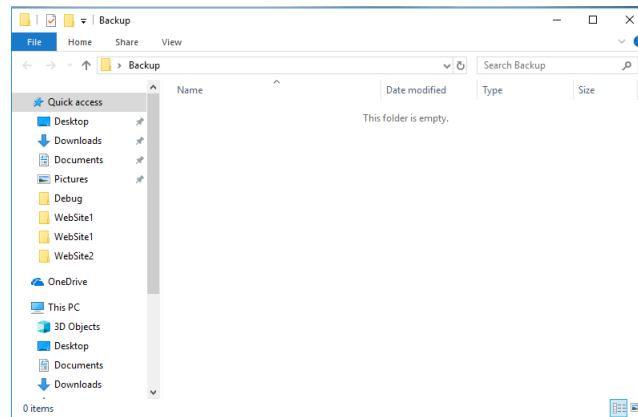 Backup
File Home Share View
Backup
Search Backup
Name Date modified Type Size
This folder is empty.
Quick access
Desktop
Downloads
Documents
Pictures
Debug
WebSite1
WebSite1
WebSite2
OneDrive
This PC
3D Objects
Desktop
Documents
Downloads
0 items